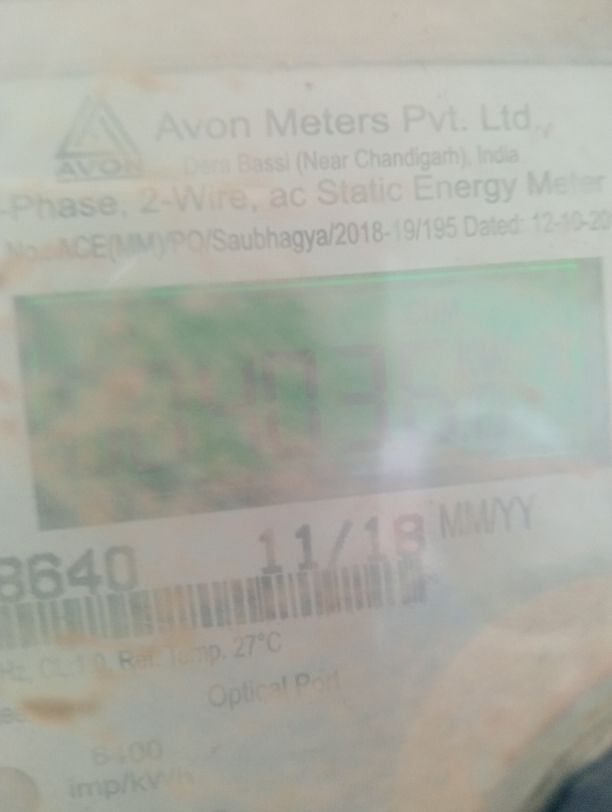 Avon Meters Pvt. Ltd.,
AVON
Dera Bassi (Near Chandigarh), India
-Phase, 2-Wire, ac Static Energy Meter
No.: ACE(MM)/PO/Saubhagya/2018-19/195 Dated: 12-10-20
8640 11/18 MM/YY
Hz, CL:1.0, Ref. Temp. 27°C
Optical Port
6400
imp/kWh